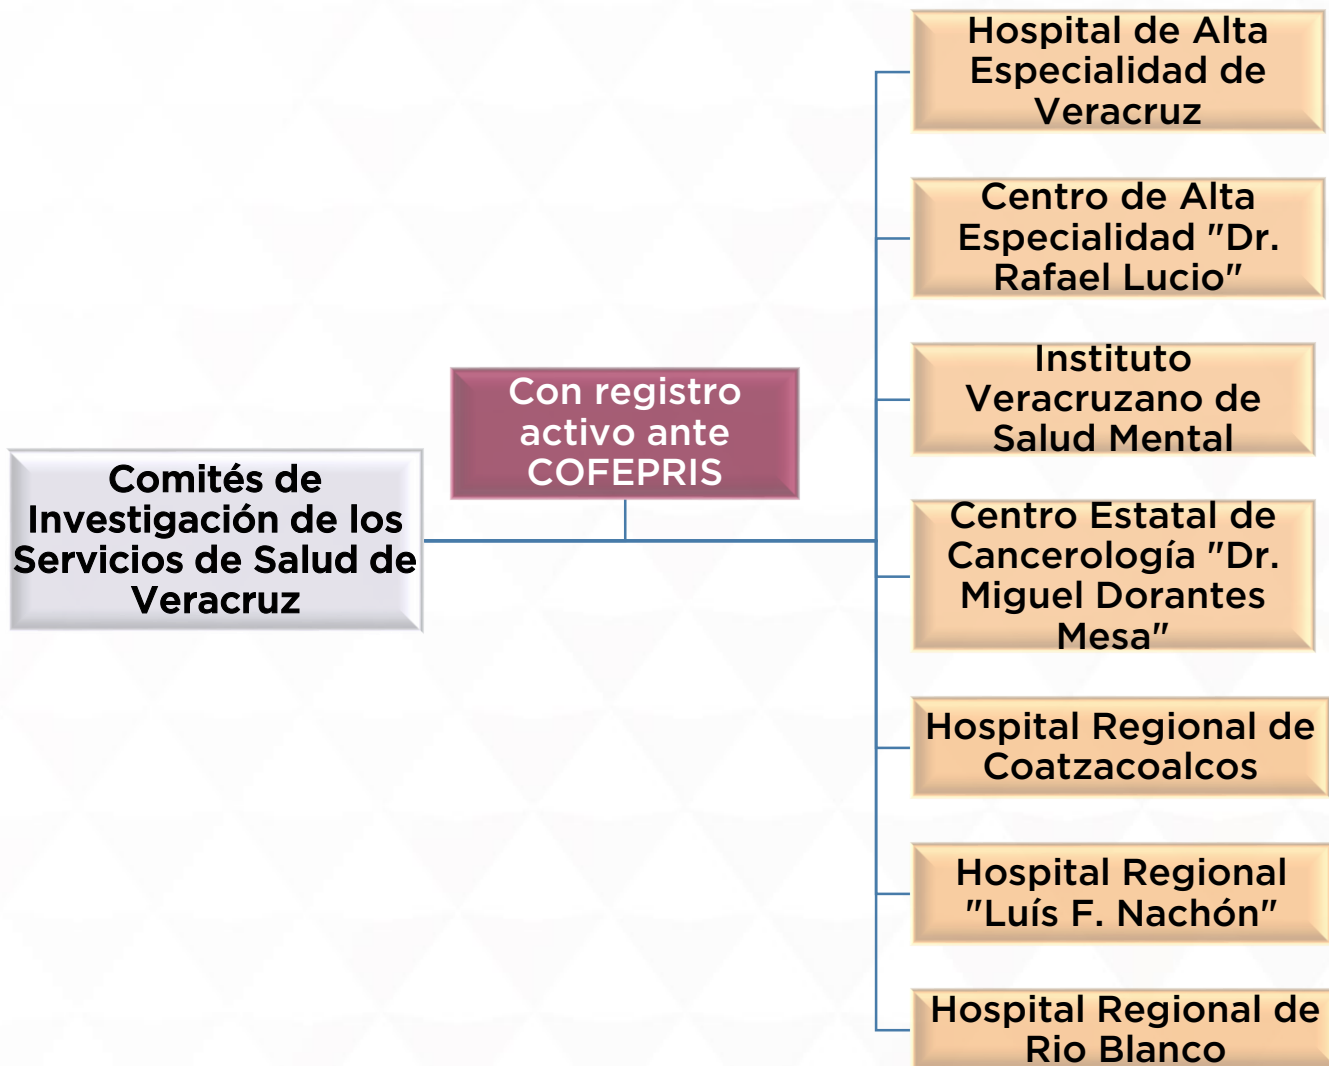 Comités de
Investigación de los
Servicios de Salud de
Veracruz
Con registro
activo ante
COFEPRIS
Hospital de Alta
Especialidad de
Veracruz
Centro de Alta
Especialidad "Dr.
Rafael Lucio"
Instituto
Veracruzano de
Salud Mental
Centro Estatal de
Cancerología "Dr.
Miguel Dorantes
Mesa"
Hospital Regional de
Coatzacoalcos
Hospital Regional
"Luís F. Nachón"
Hospital Regional de
Rio Blanco